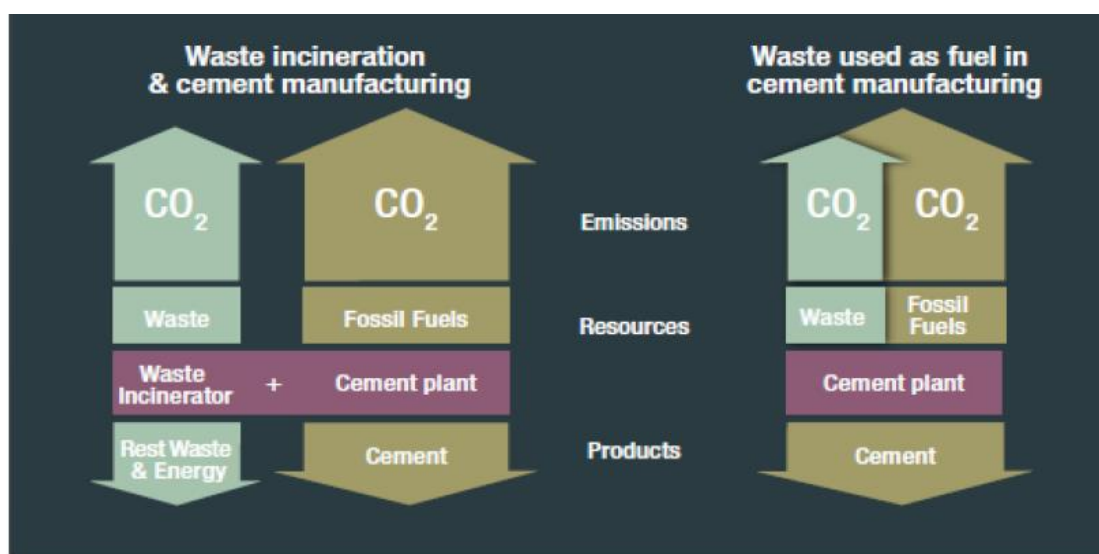 Waste incineration
& cement manufacturing
Waste used as fuel in
cement manufacturing
CO2
CO2
Emissions
CO2
CO2
Waste
Fossil Fuels
Resources
Waste
Fossil
Fuels
Waste
Incinerator
+
Cement plant
Cement plant
Rest Waste
& Energy
Cement
Products
Cement